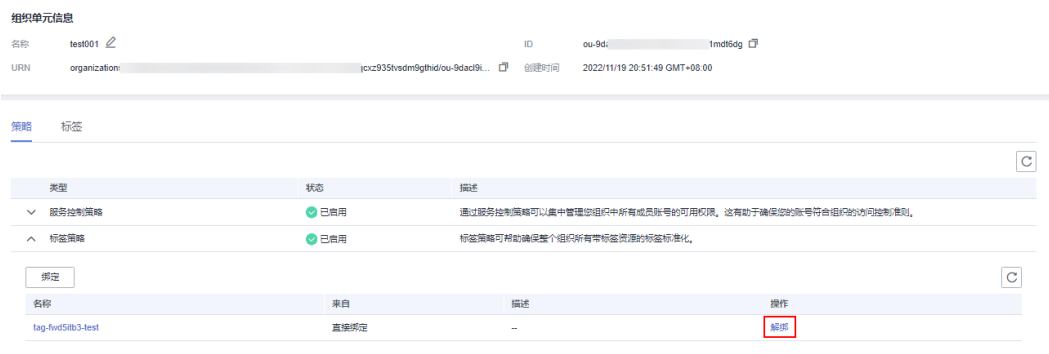 组织单元信息
名称 test001 ID ou-9da 1mdt6dg
URN organization: cxz935tvsdm9gthid/ou-9dacl9i... 创建时间 2022/11/19 20:51:49 GMT+08:00
策略 标签
类型 状态 描述
服务控制策略 已启用 通过服务控制策略可以集中管理您组织中所有成员账号的可用权限。这有助于确保您的账号符合组织的访问控制准则。
标签策略 已启用 标签策略可帮助确保整个组织所有带标签资源的标签标准化。
绑定
名称 来自 描述 操作
tag-fwd5itb3-test 直接绑定 -- 解绑